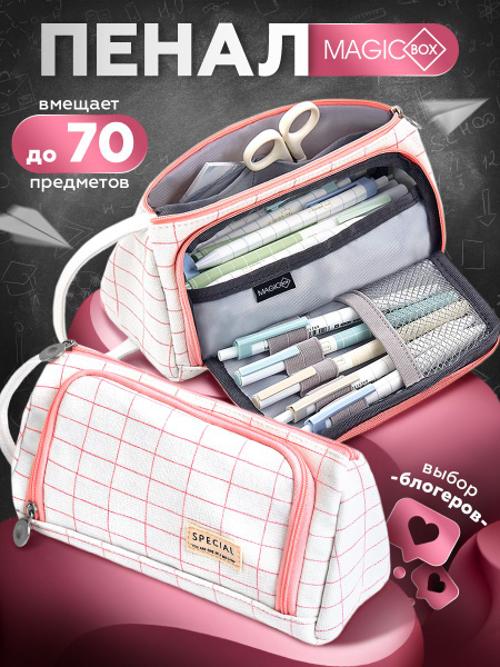 ПЕНАЛ
MAGIC BOX
вмещает
до 70
предметов
MAGIC BOX
выбор
-блогеров-
SPECIAL